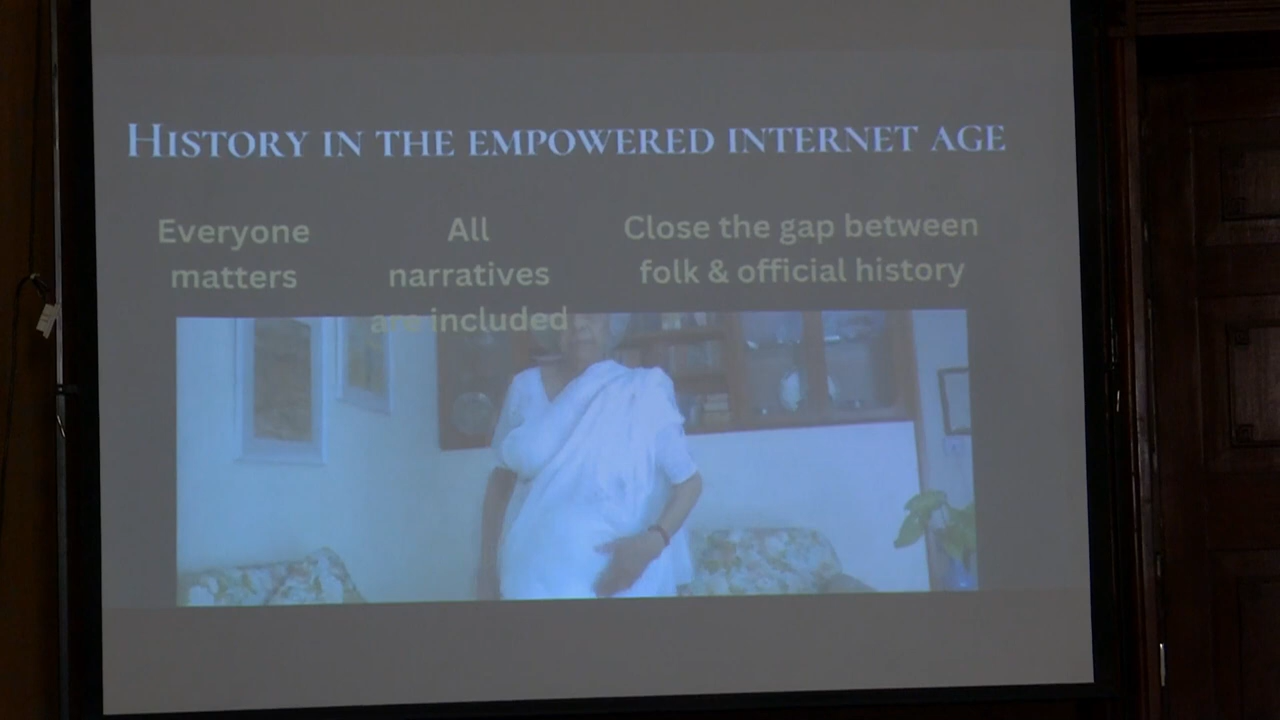 HISTORY IN THE EMPOWERED INTERNET AGE
Everyone
matters
All
narratives
are included
Close the gap between
folk & official history